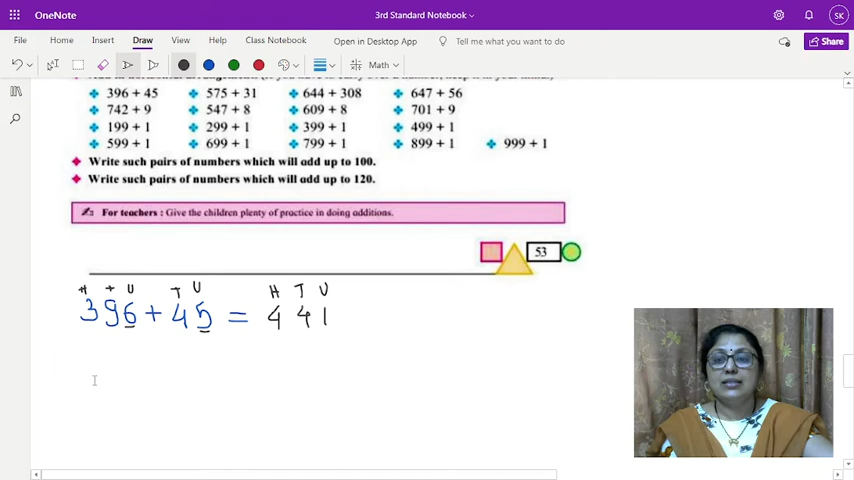 OneNote
3rd Standard Notebook
SK
File Home Insert Draw View Help Class Notebook Open in Desktop App Tell me what you want to do Share
Math
396 + 45 575 + 31 644 + 308 647 + 56
742 + 9 547 + 8 609 + 8 701 + 9
199 + 1 299 + 1 399 + 1 499 + 1
599 + 1 699 + 1 799 + 1 899 + 1 999 + 1
Write such pairs of numbers which will add up to 100.
Write such pairs of numbers which will add up to 120.
For teachers : Give the children plenty of practice in doing additions.
53
H T U T U H T U
396 + 45 = 441